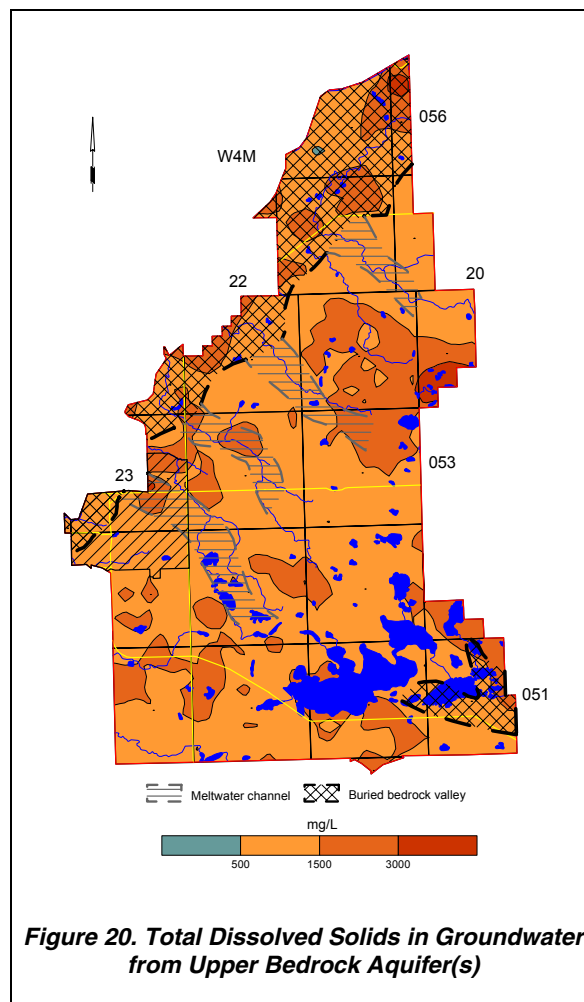 056
W4M
22
20
053
23
051
Meltwater channel Buried bedrock valley
mg/L
500 1500 3000
Figure 20. Total Dissolved Solids in Groundwater
from Upper Bedrock Aquifer(s)